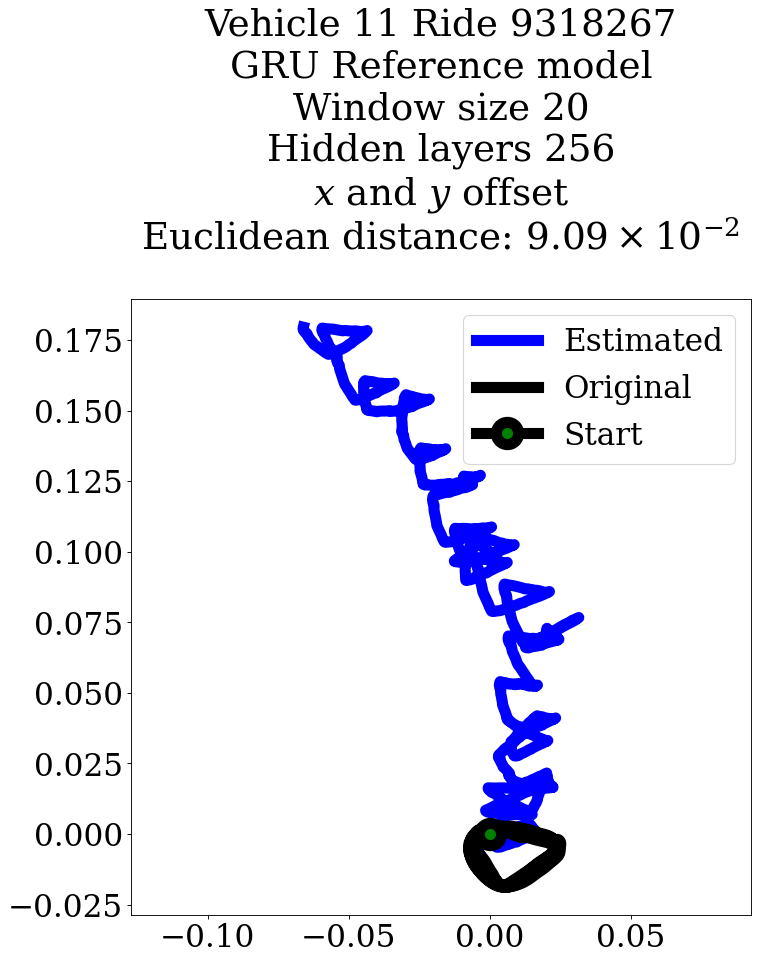 Vehicle 11 Ride 9318267
GRU Reference model
Window size 20
Hidden layers 256
x and y offset
Euclidean distance: 9.09 × 10⁻²
Estimated
Original
Start
0.175
0.150
0.125
0.100
0.075
0.050
0.025
0.000
−0.025
−0.10
−0.05
0.00
0.05